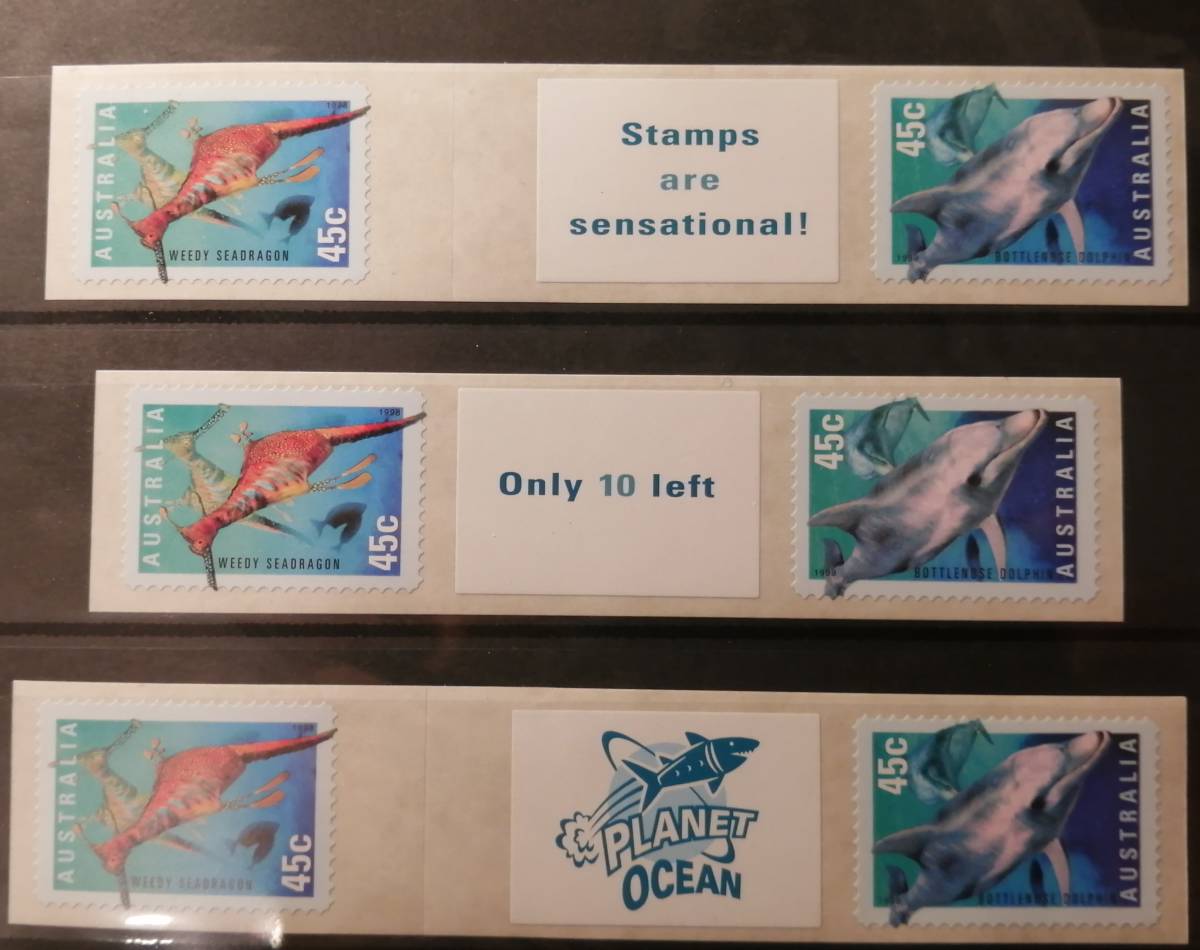 AUSTRALIA
1998
WEEDY SEADRAGON
45c
Stamps
are
sensational!
45c
AUSTRALIA
1998
BOTTLENOSE DOLPHIN
AUSTRALIA
1998
WEEDY SEADRAGON
45c
Only 10 left
45c
AUSTRALIA
1998
BOTTLENOSE DOLPHIN
AUSTRALIA
1998
WEEDY SEADRAGON
45c
PLANET
OCEAN
45c
AUSTRALIA
BOTTLENOSE DOLPHIN